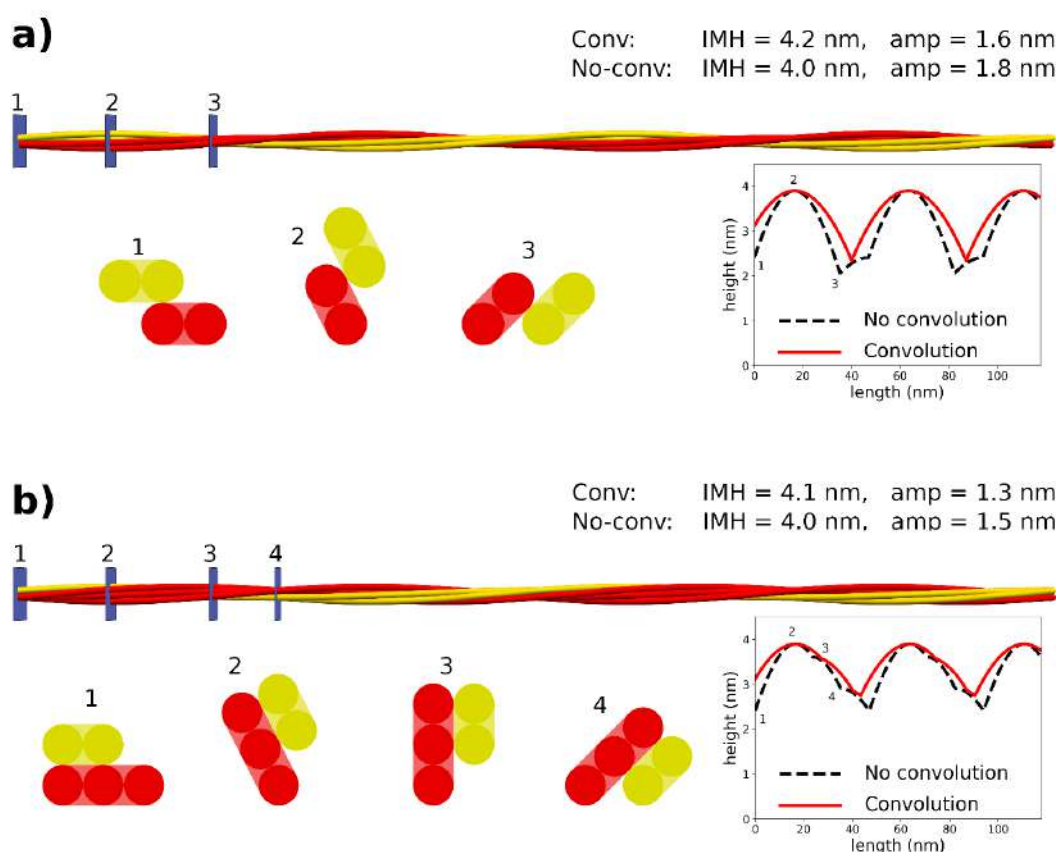 a)
Conv: IMH = 4.2 nm, amp = 1.6 nm
No-conv: IMH = 4.0 nm, amp = 1.8 nm
1 2 3
1
2
3
height (nm)
4
3
2
1
0
2
1
3
No convolution
Convolution
0 20 40 60 80 100
length (nm)
b)
Conv: IMH = 4.1 nm, amp = 1.3 nm
No-conv: IMH = 4.0 nm, amp = 1.5 nm
1 2 3 4
1
2
3
4
height (nm)
4
3
2
1
0
2
3
4
1
No convolution
Convolution
0 20 40 60 80 100
length (nm)